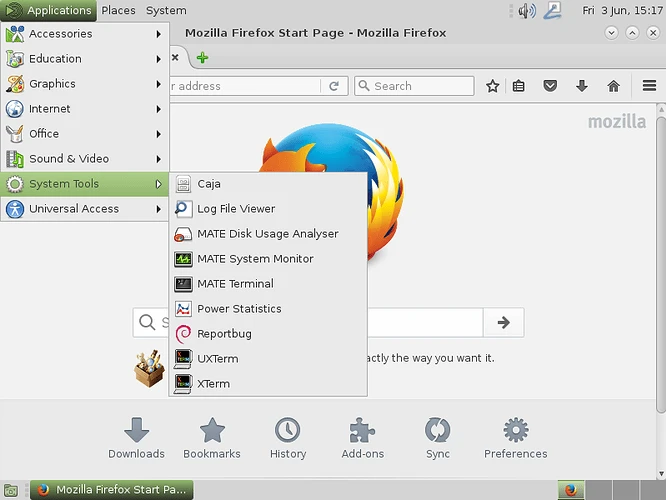 Applications Places System Fri 3 Jun, 15:17
Mozilla Firefox Start Page - Mozilla Firefox
Accessories
Education
Graphics
Internet
Office
Sound & Video
System Tools
Universal Access
r address Search
mozilla
Caja
Log File Viewer
MATE Disk Usage Analyser
MATE System Monitor
MATE Terminal
Power Statistics
Reportbug
UXTerm
XTerm
S
actly the way you want it.
Downloads Bookmarks History Add-ons Sync Preferences
Mozilla Firefox Start Pa...